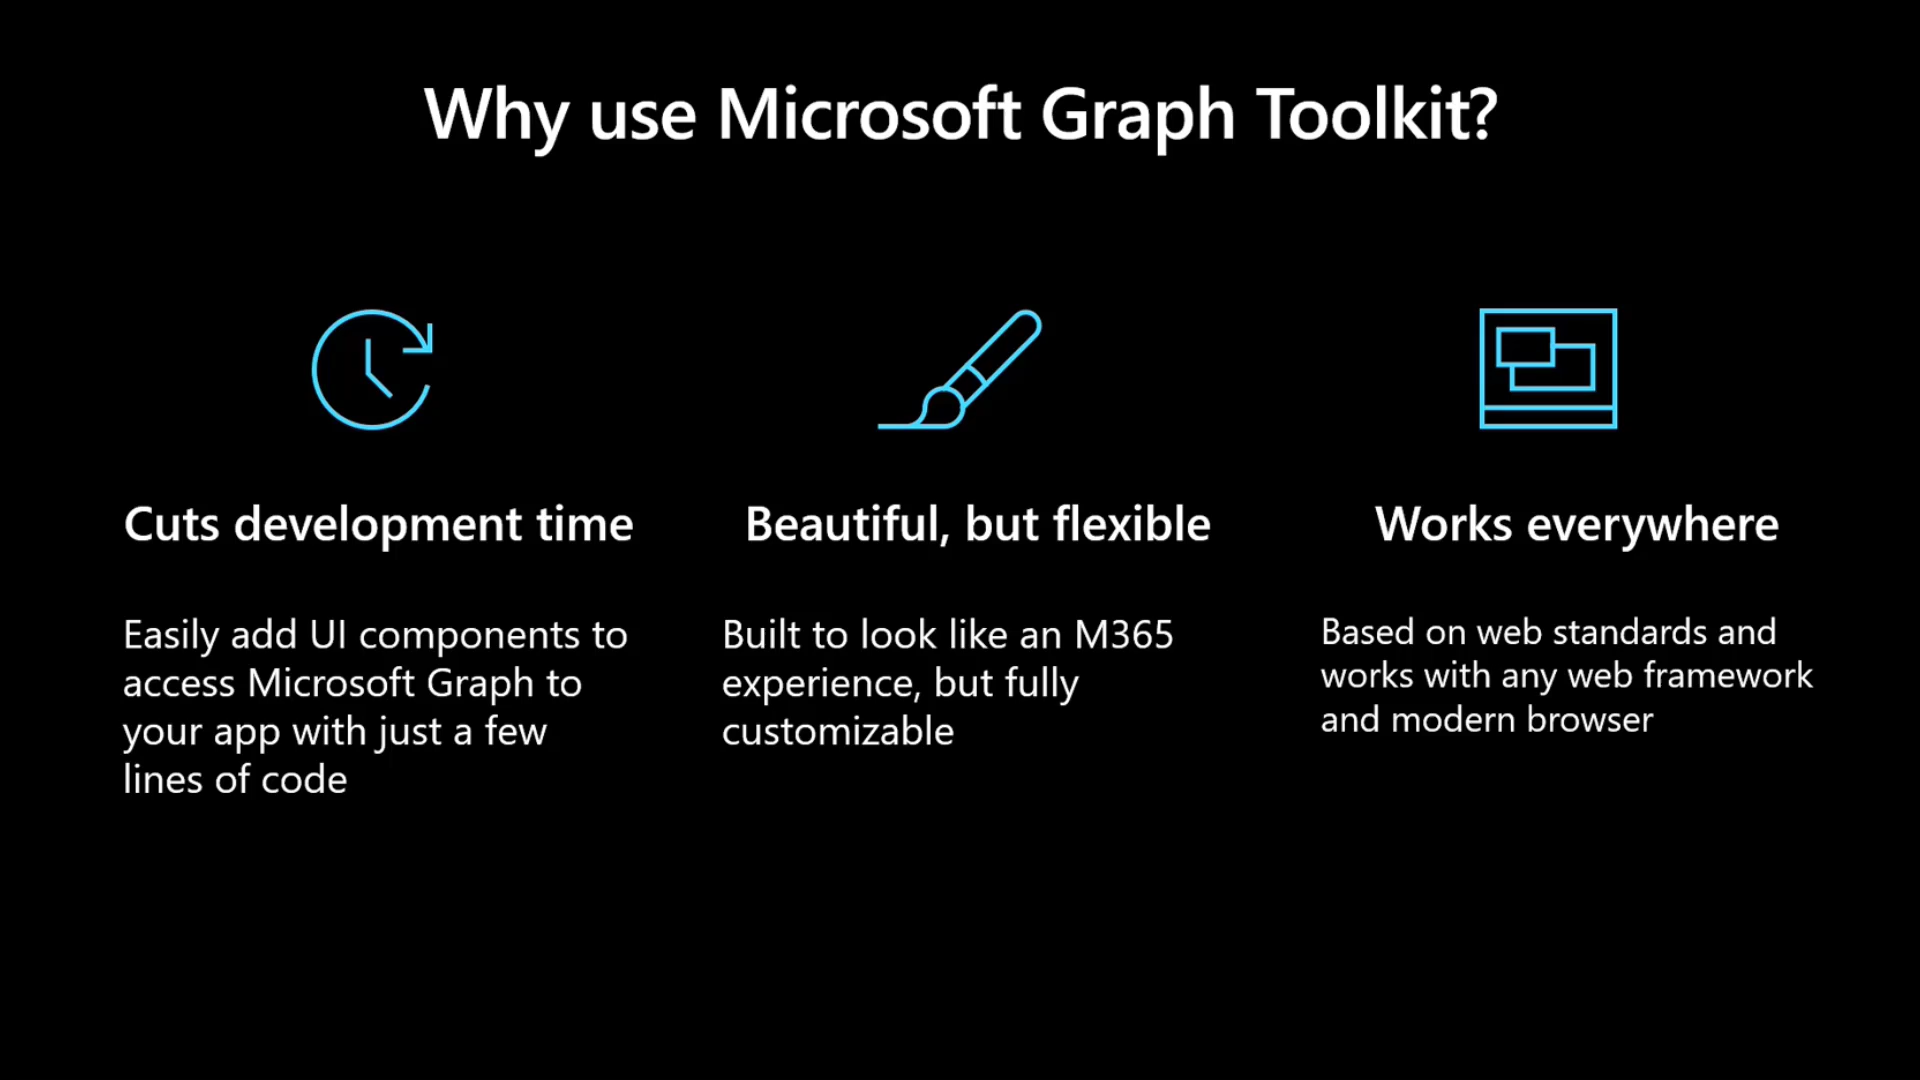 Why use Microsoft Graph Toolkit?
Cuts development time
Easily add UI components to
access Microsoft Graph to
your app with just a few
lines of code
Beautiful, but flexible
Built to look like an M365
experience, but fully
customizable
Works everywhere
Based on web standards and
works with any web framework
and modern browser